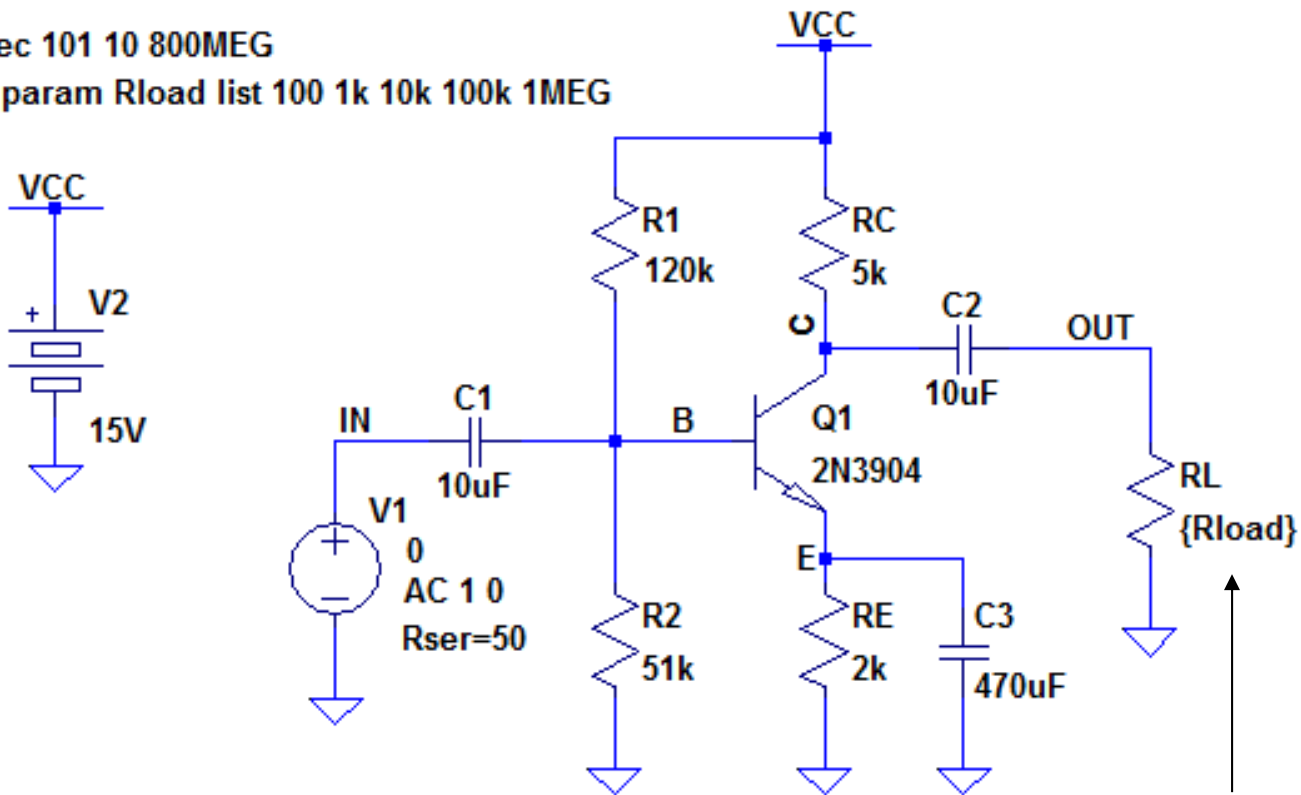 ec 101 10 800MEG
param Rload list 100 1k 10k 100k 1MEG
VCC
VCC
V2
+
15V
R1
120k
RC
5k
C
C2
10uF
OUT
IN
C1
10uF
B
Q1
2N3904
RL
{Rload}
V1
0
AC 1 0
Rser=50
E
R2
51k
RE
2k
C3
470uF